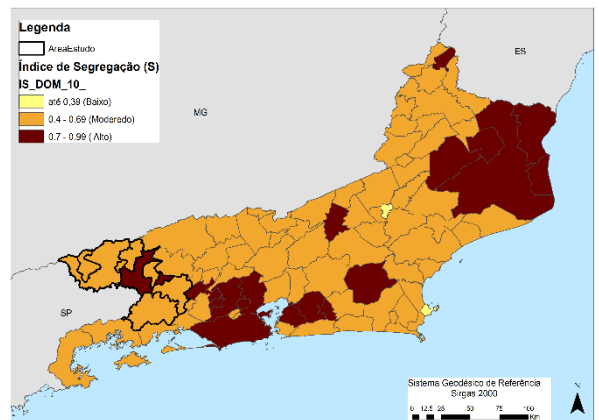 Legenda
AreaEstudo
Índice de Segregação (S)
IS_DOM_10_
até 0,39 (Baixo)
0.4 - 0.69 (Moderedo)
0.7 - 0.99 (Alto)
ES
MG
SP
Sistema Geodésico de Referência
Sirgas 2000
N
0 12,5 25 50 75 100
Km